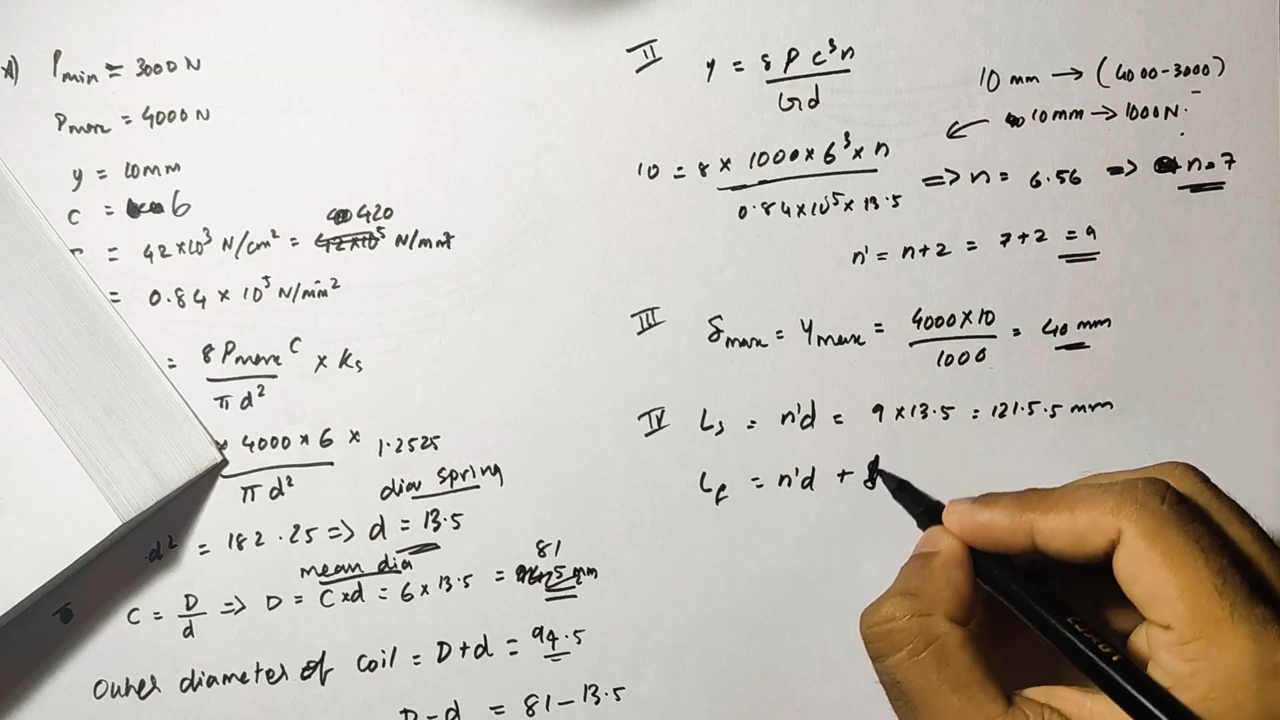 Pmin = 3000 N
Pmax = 4000 N
y = 10mm
C = 6
= 42×10³ N/cm² = 420 N/mm²
= 0.84 × 10⁵ N/mm²
= 8 Pmax C / πd² × Ks
× 4000 × 6 × 1.2525 / πd²
dia spring
d² = 182.25 => d = 13.5
mean dia
C = D/d => D = C×d = 6 × 13.5 = 81 mm
Outer diameter of coil = D+d = 94.5
D-d = 81-13.5
II y = 8 P C³ n / Gd
10 mm → (4000-3000)
10mm → 1000N
10 = 8 × 1000 × 6³ × n / 0.84×10⁵×13.5 => n = 6.56 => n = 7
n' = n+2 = 7+2 = 9
III δmax = Ymax = 4000×10 / 1000 = 40 mm
IV Ls = n'd = 9 × 13.5 = 121.5.5 mm
Lf = n'd + δ